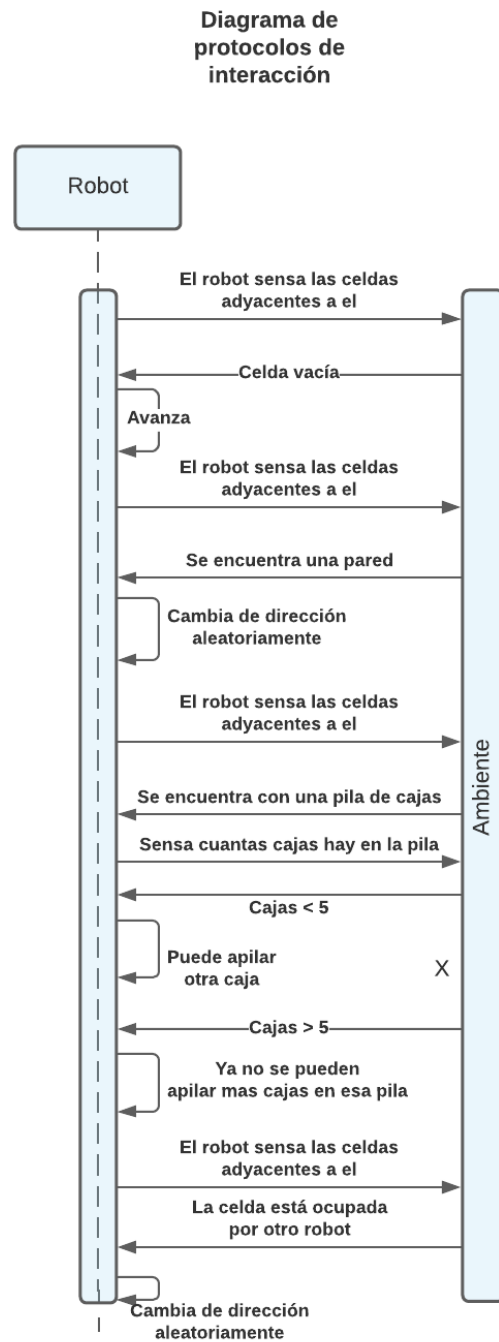 Diagrama de
protocolos de
interacción
Robot
El robot sensa las celdas
adyacentes a el
Celda vacía
Avanza
El robot sensa las celdas
adyacentes a el
Se encuentra una pared
Cambia de dirección
aleatoriamente
El robot sensa las celdas
adyacentes a el
Ambiente
Se encuentra con una pila de cajas
Sensa cuantas cajas hay en la pila
Cajas < 5
Puede apilar
otra caja
X
Cajas > 5
Ya no se pueden
apilar mas cajas en esa pila
El robot sensa las celdas
adyacentes a el
La celda está ocupada
por otro robot
Cambia de dirección
aleatoriamente